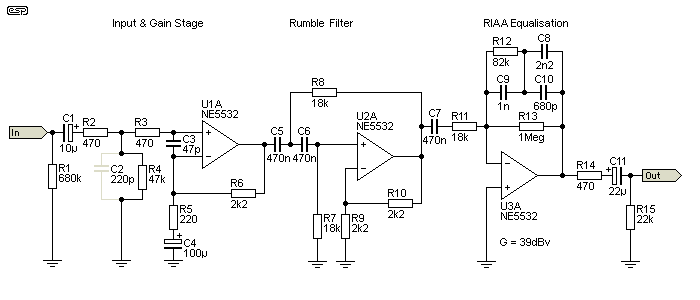 esp
Input & Gain Stage
Rumble Filter
RIAA Equalisation
In
C1
10µ
R1
680k
R2
470
C2
220p
R3
470
R4
47k
C3
47p
U1A
NE5532
R5
220
C4
100µ
R6
2k2
C5
470n
C6
470n
R8
18k
R7
18k
U2A
NE5532
R9
2k2
R10
2k2
C7
470n
R11
18k
R12
82k
C8
2n2
C9
1n
C10
680p
R13
1Meg
U3A
NE5532
G = 39dBv
R14
470
C11
22µ
R15
22k
Out